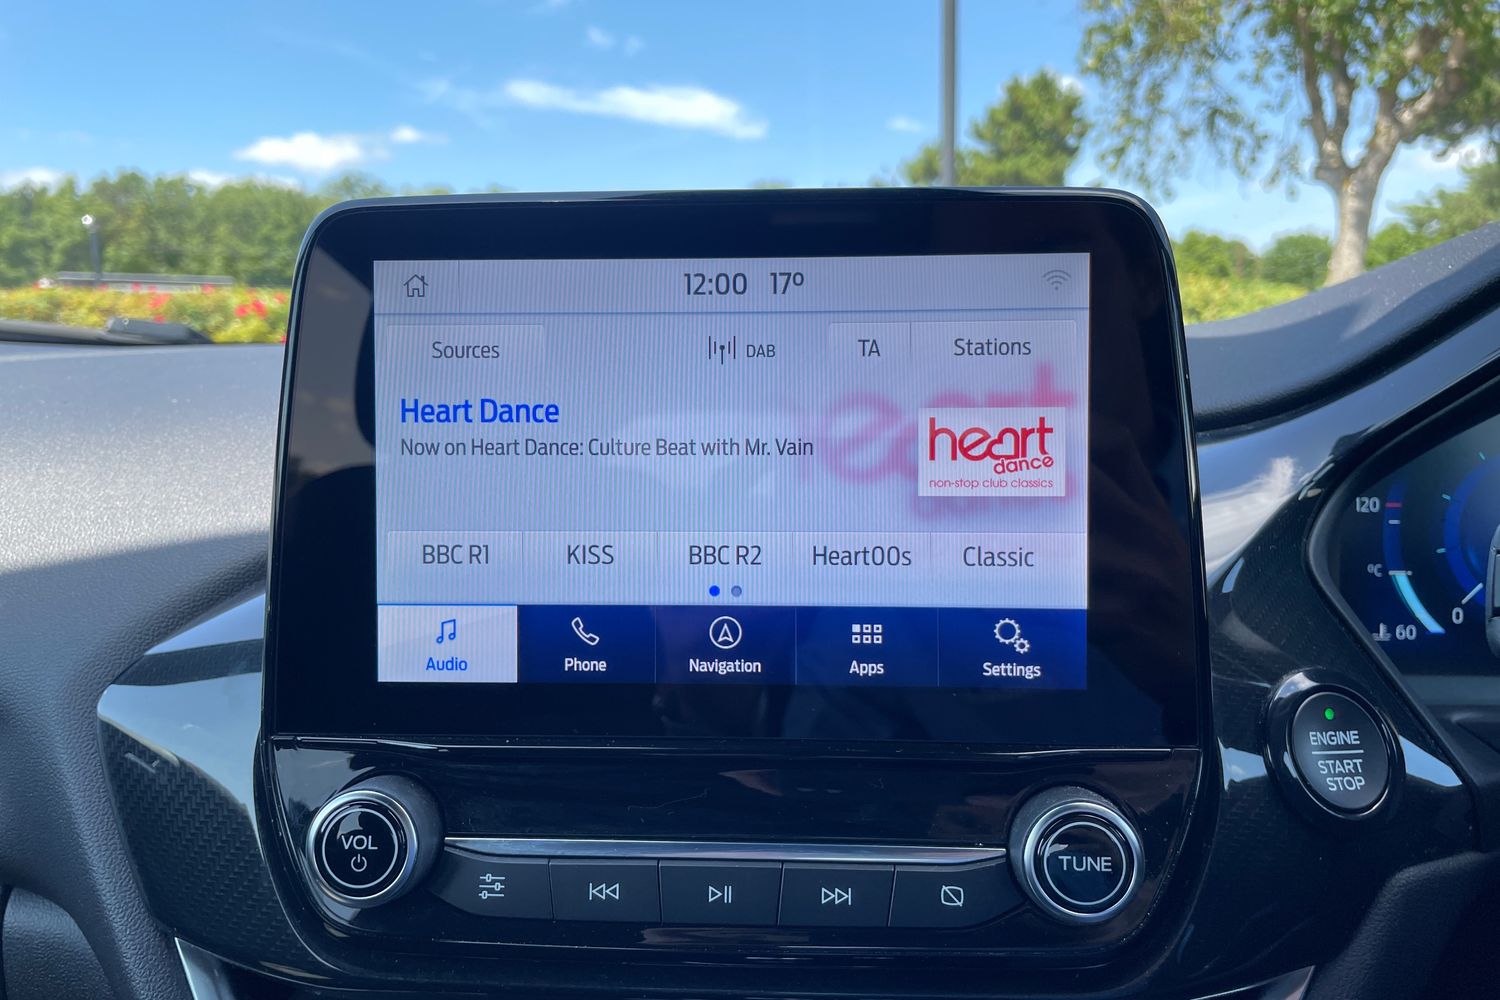 12:00 17º
Sources
DAB
TA
Stations
Heart Dance
Now on Heart Dance: Culture Beat with Mr. Vain
heart
dance
non-stop club classics
BBC R1
KISS
BBC R2
Heart00s
Classic
Audio
Phone
Navigation
Apps
Settings
VOL
TUNE
ENGINE
START
STOP
120
ºC
60
0